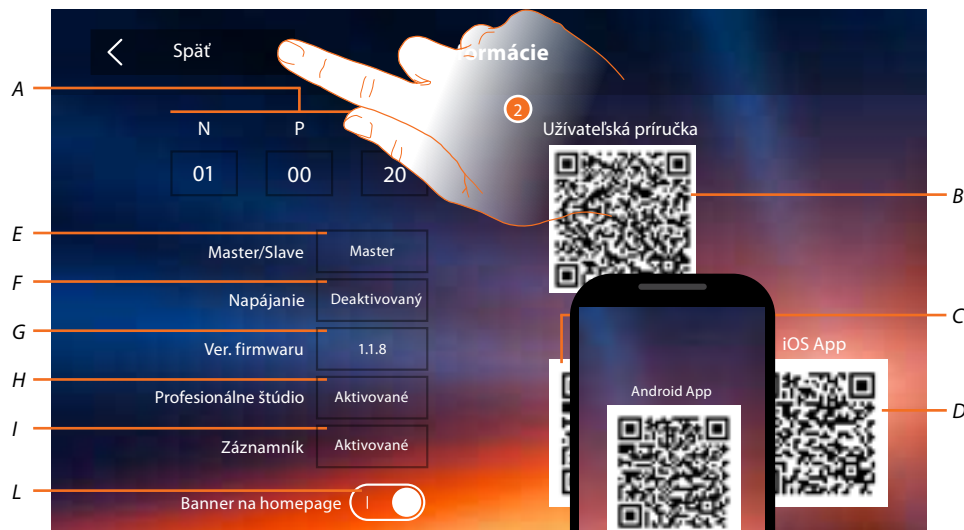 Späť
ormácie
A
2
N P
Užívateľská príručka
01 00 20
B
E
Master/Slave Master
F
Napájanie Deaktivovaný
C
G
Ver. firmwaru 1.1.8
iOS App
H
Profesionálne štúdio Aktivované
Android App
D
I
Záznamník Aktivované
L
Banner na homepage